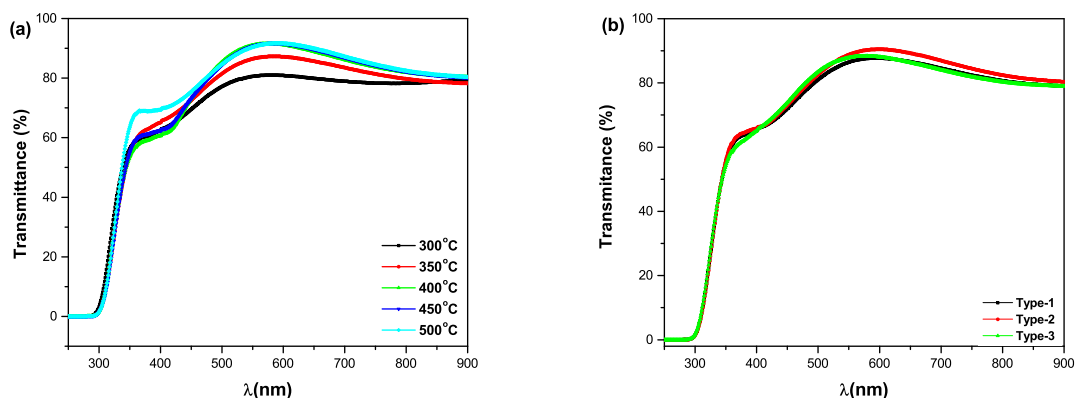 (a)
100
80
60
40
20
0
Transmittance (%)
300 400 500 600 700 800 900
λ(nm)
300°C
350°C
400°C
450°C
500°C
(b)
100
80
60
40
20
0
Transmitance (%)
300 400 500 600 700 800 900
λ(nm)
Type-1
Type-2
Type-3